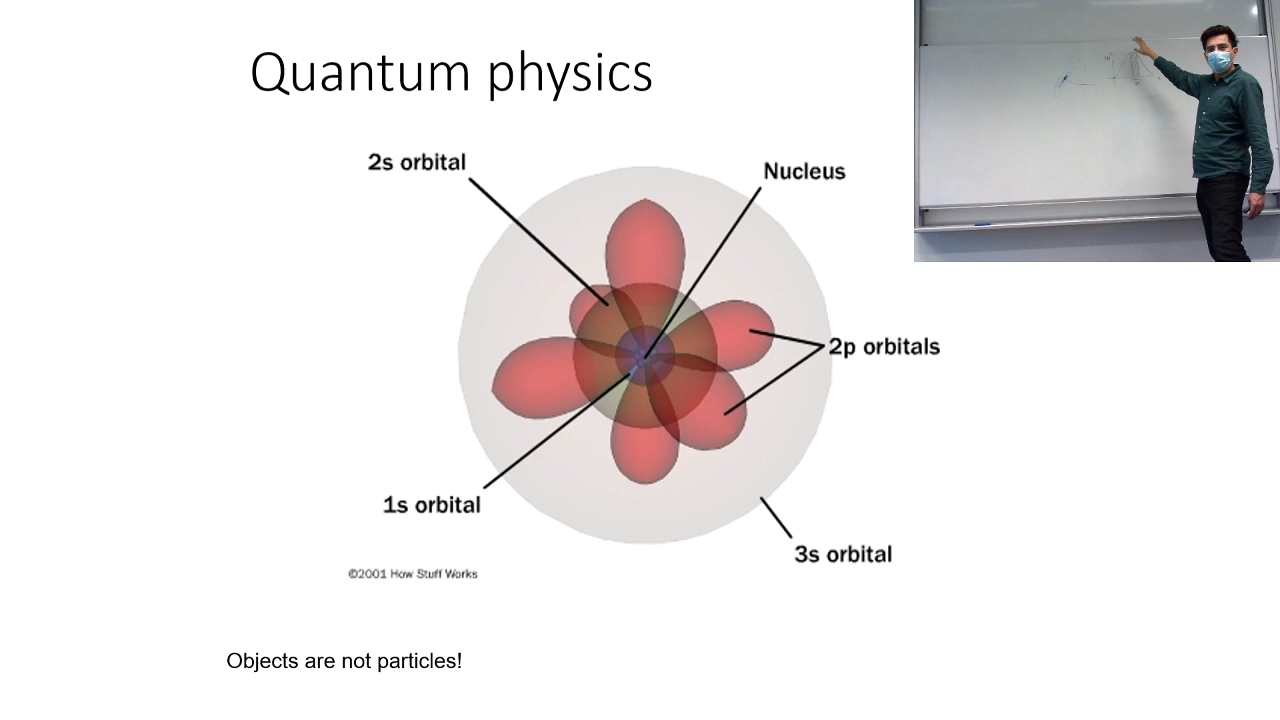 Quantum physics
2s orbital
Nucleus
2p orbitals
1s orbital
3s orbital
©2001 How Stuff Works
Objects are not particles!